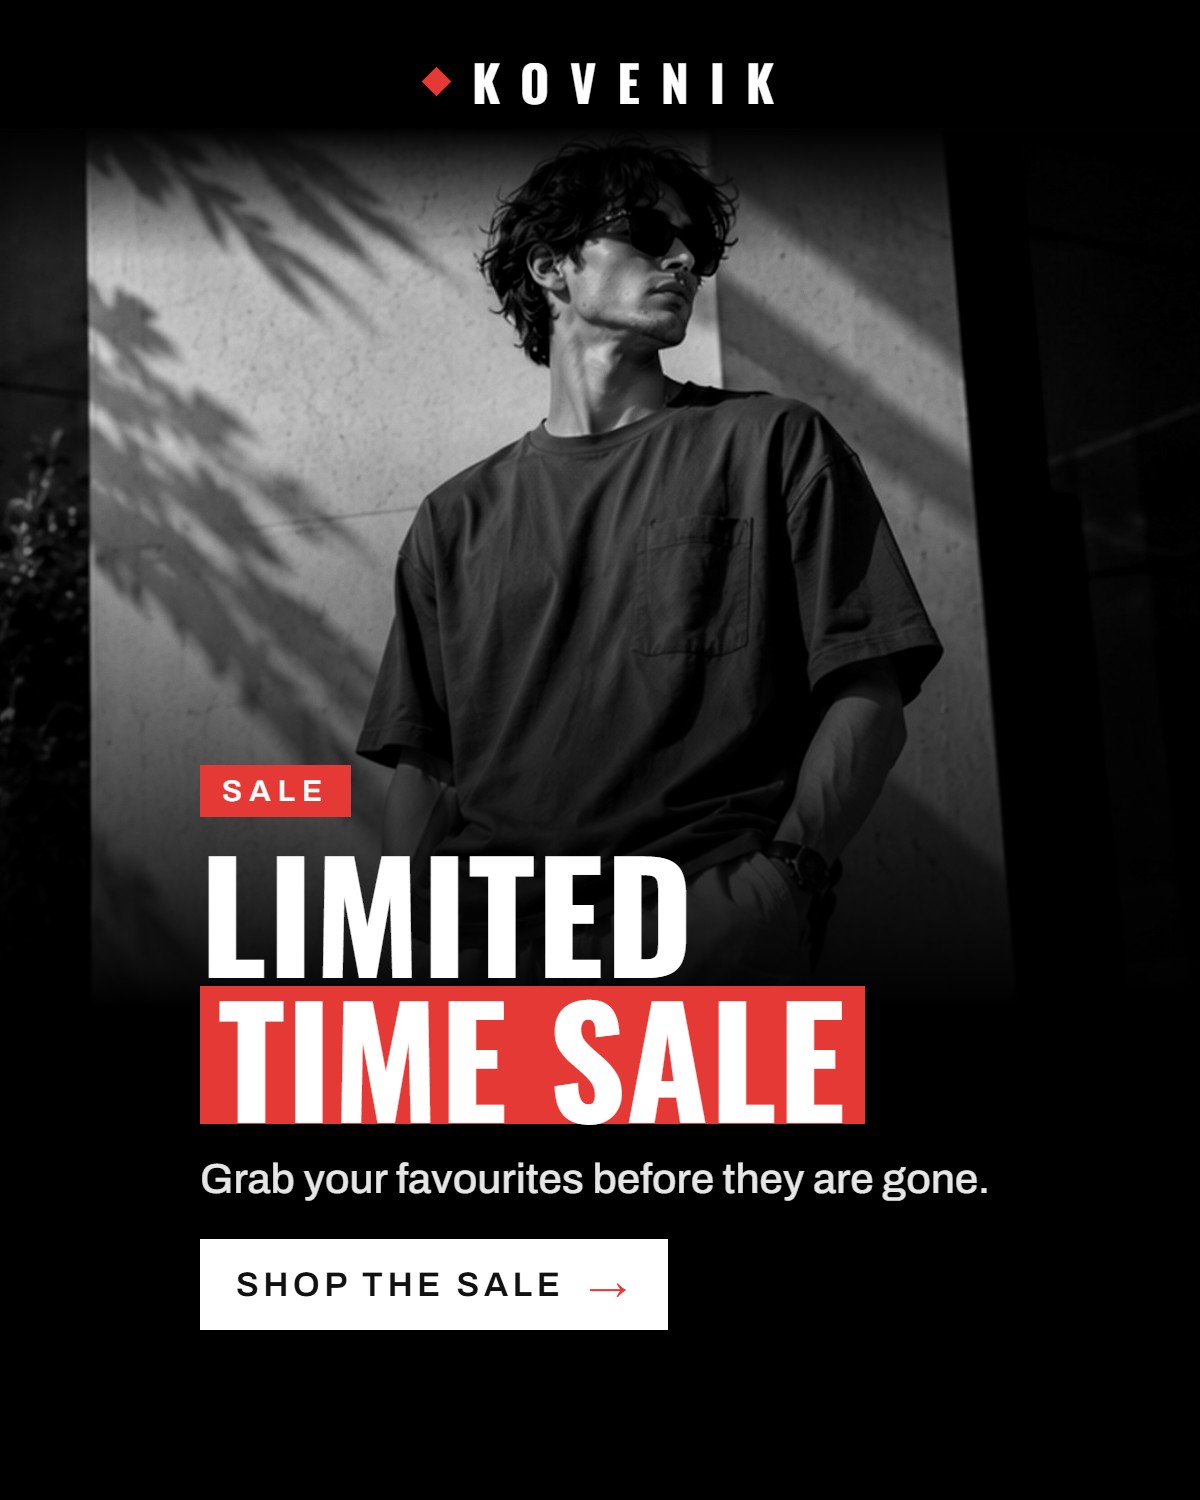 KOVENIK
SALE
LIMITED
TIME SALE
Grab your favourites before they are gone.
SHOP THE SALE →